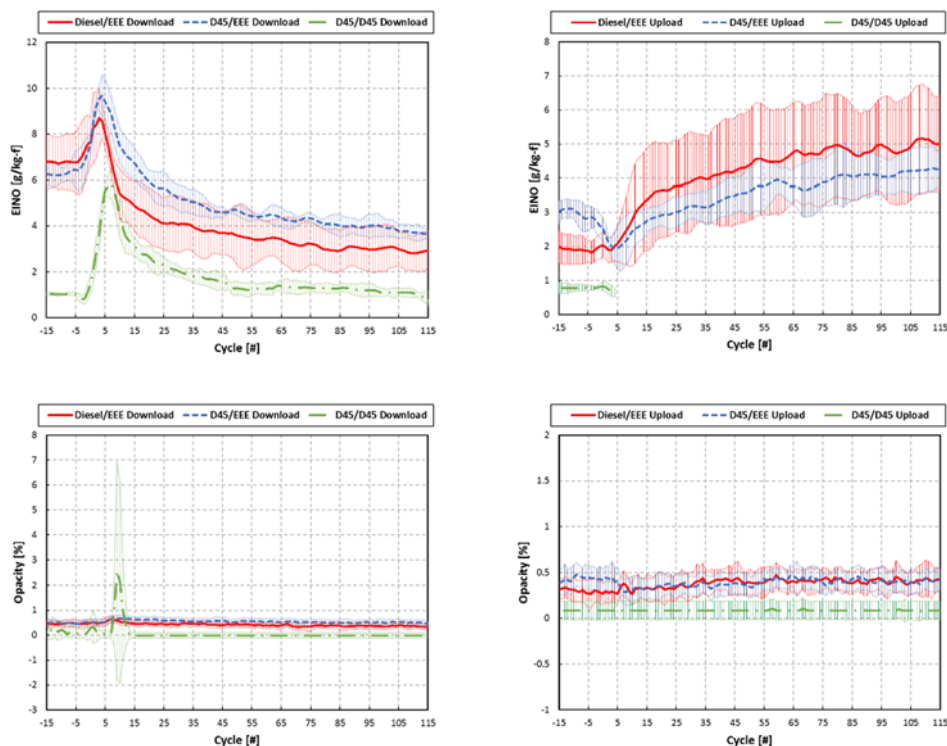 Diesel/EEE Download D45/EEE Download D45/D45 Download
12
10
8
6
4
2
0
EINO [g/kg-f]
-15 -5 5 15 25 35 45 55 65 75 85 95 105 115
Cycle [#]
Diesel/EEE Upload D45/EEE Upload D45/D45 Upload
8
7
6
5
4
3
2
1
0
EINO [g/kg-f]
-15 -5 5 15 25 35 45 55 65 75 85 95 105 115
Cycle [#]
Diesel/EEE Download D45/EEE Download D45/D45 Download
8
7
6
5
4
3
2
1
0
-1
-2
-3
Opacity [%]
-15 -5 5 15 25 35 45 55 65 75 85 95 105 115
Cycle [#]
Diesel/EEE Upload D45/EEE Upload D45/D45 Upload
2
1.5
1
0.5
0
-0.5
-1
Opacity [%]
-15 -5 5 15 25 35 45 55 65 75 85 95 105 115
Cycle [#]